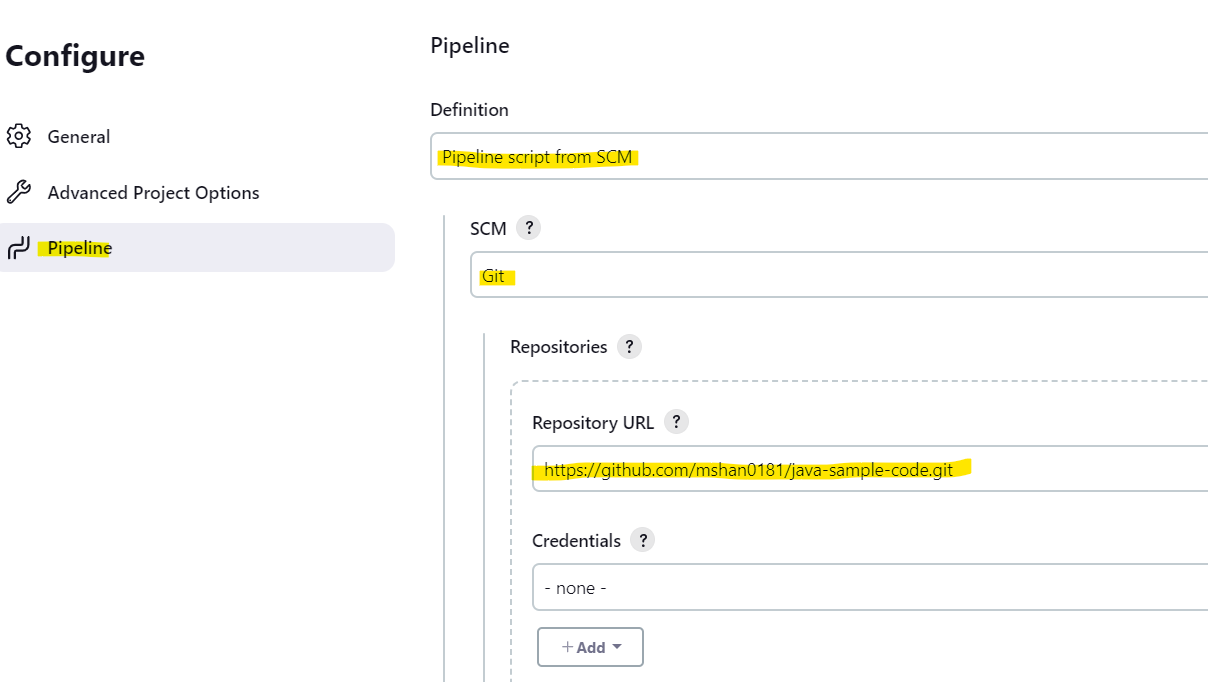 Configure
General
Advanced Project Options
Pipeline
Pipeline
Definition
Pipeline script from SCM
SCM ?
Git
Repositories ?
Repository URL ?
https://github.com/mshan0181/java-sample-code.git
Credentials ?
- none -
+ Add